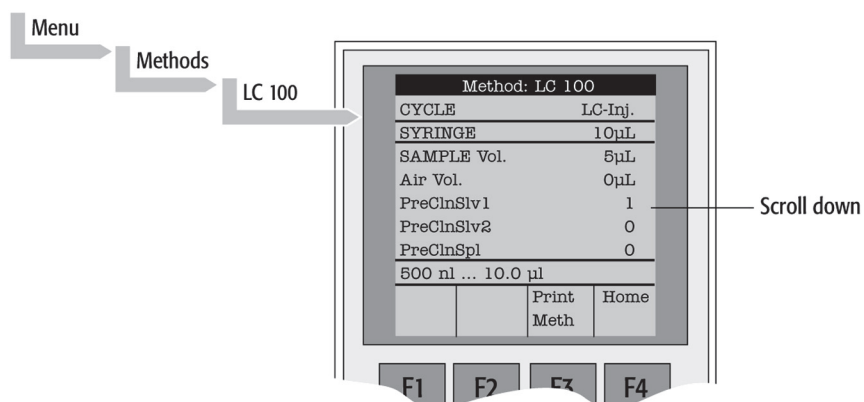 Menu
Methods
LC 100
Method: LC 100
CYCLE LC-Inj.
SYRINGE 10µL
SAMPLE Vol. 5µL
Air Vol. 0µL
PreClnSlv1 1
Scroll down
PreClnSlv2 0
PreClnSpl 0
500 nl ... 10.0 µl
Print Home
Meth
F1 F2 F3 F4